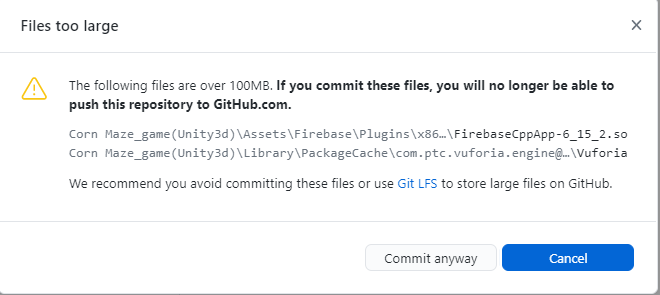 Files too large
The following files are over 100MB. If you commit these files, you will no longer be able to
push this repository to GitHub.com.
Corn Maze_game(Unity3d)\Assets\Firebase\Plugins\x86…\FirebaseCppApp-6_15_2.so
Corn Maze_game(Unity3d)\Library\PackageCache\com.ptc.vuforia.engine@…\Vuforia
We recommend you avoid committing these files or use Git LFS to store large files on GitHub.
Commit anyway
Cancel